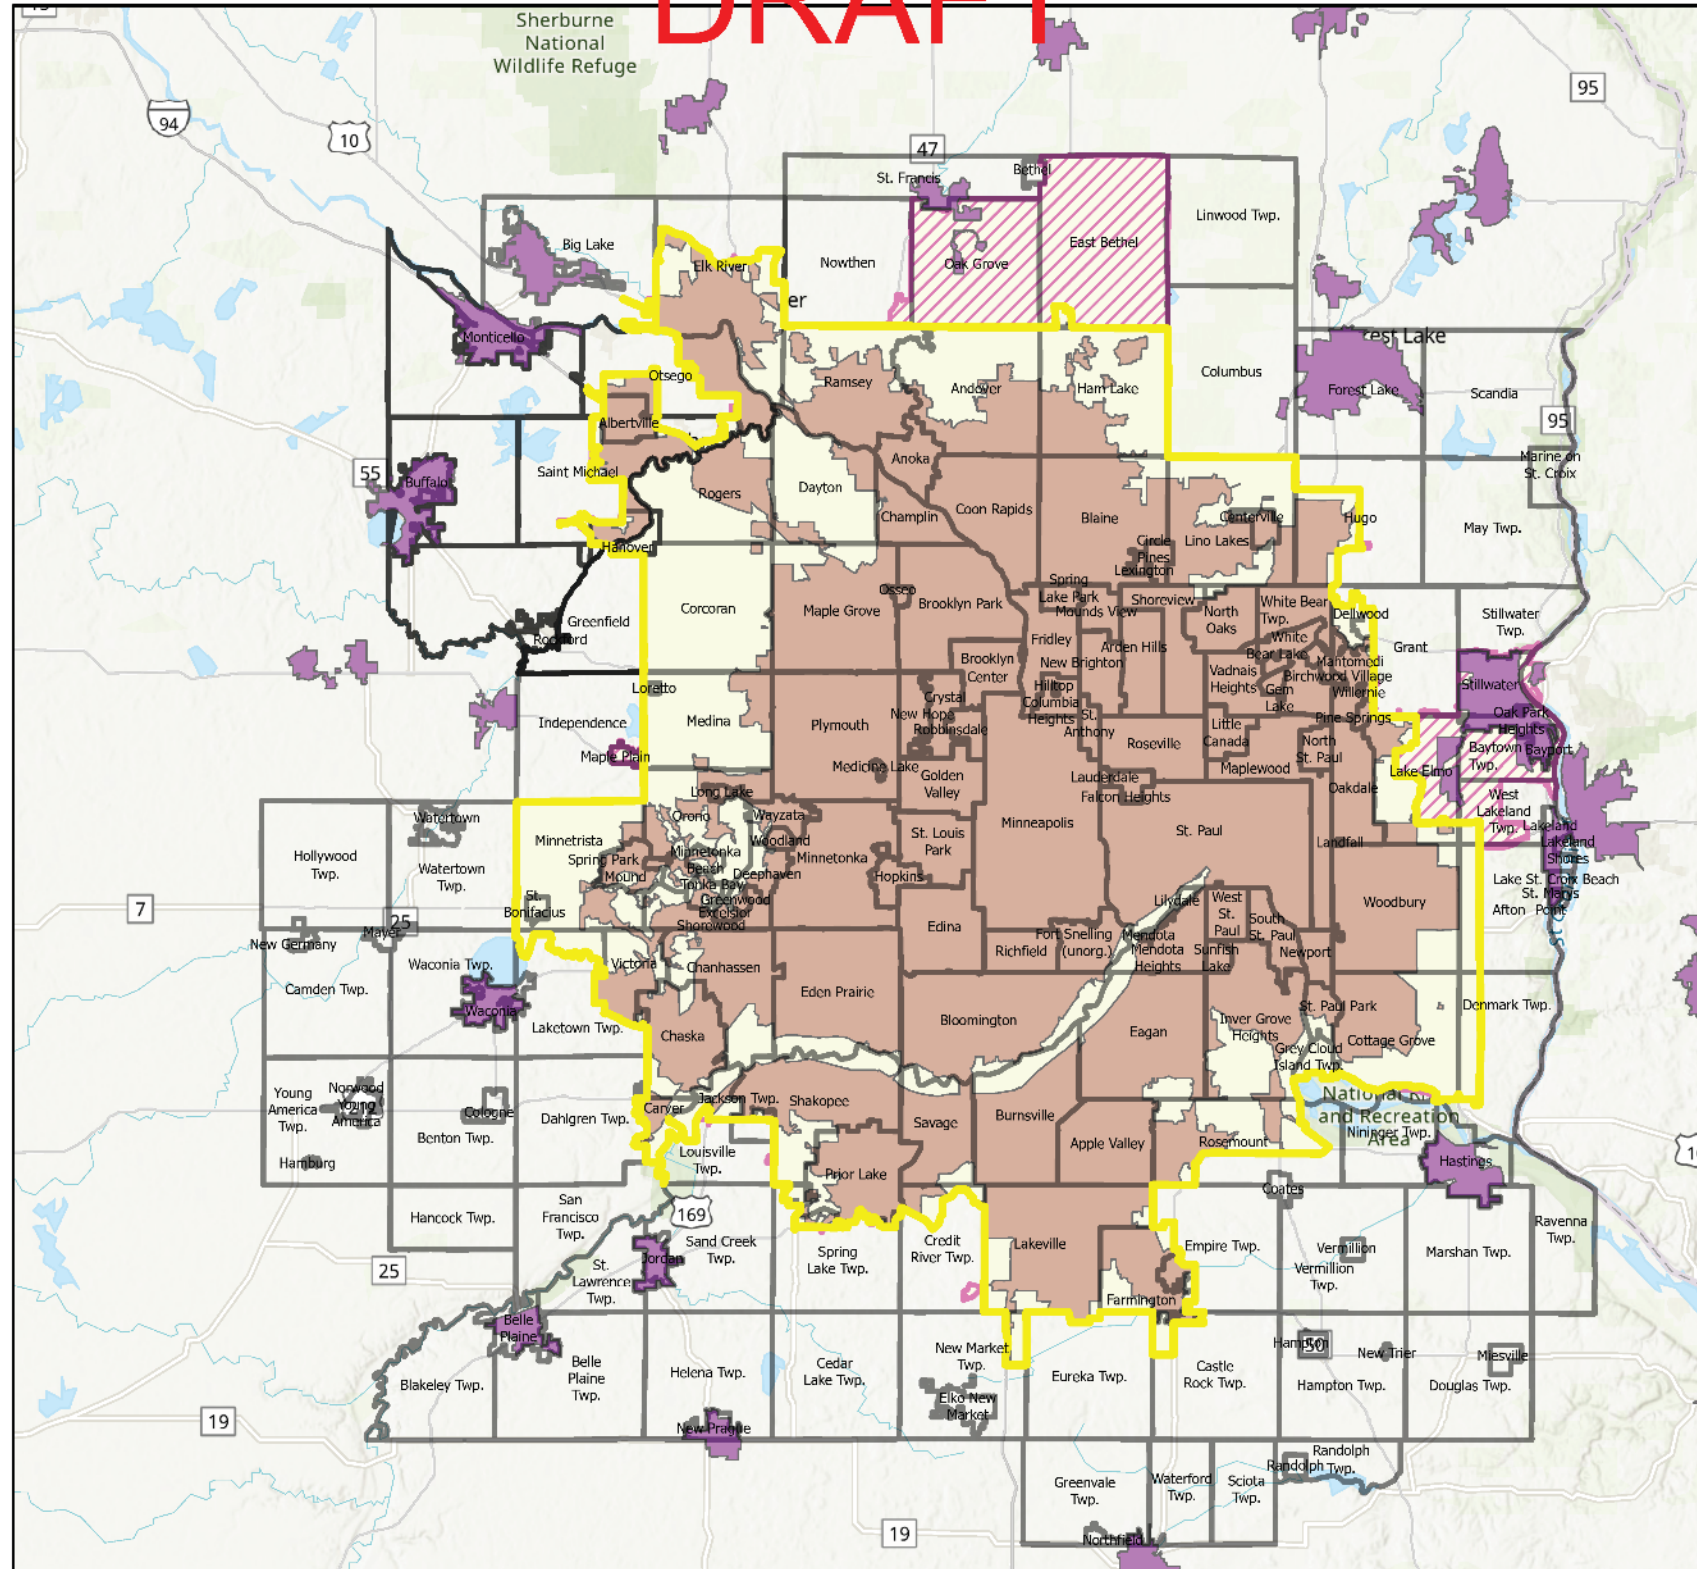 DRAFT
Sherburne
National
Wildlife Refuge
95
94
10
47
Bethel
St. Francis
Linwood Twp.
Big Lake
Nowthen
Oak Grove
East Bethel
Elk River
er
Monticello
rest Lake
Otsego
Ramsey
Andover
Ham Lake
Columbus
Forest Lake
Scandia
95
Albertville
Anoka
Marine on
St. Croix
55
Buffalo
Saint Michael
Rogers
Dayton
Champlin
Coon Rapids
Blaine
Centerville
Hugo
May Twp.
Hanover
Circle
Pines
Lino Lakes
Lexington
Greenfield
Rockford
Corcoran
Maple Grove
Osseo
Brooklyn Park
Spring
Lake Park
Mounds View
Shoreview
North
Oaks
White Bear
Twp.
Dellwood
Stillwater
Twp.
Grant
Fridley
Arden Hills
White
Bear Lake
Brooklyn
Center
New Brighton
Vadnais
Heights
Mahtomedi
Birchwood Village
Gem
Lake
Willernie
Stillwater
Loretto
Independence
Medina
Plymouth
Crystal
New Hope
Robbinsdale
Hilltop
Columbia
Heights
St.
Anthony
Roseville
Little
Canada
North
St. Paul
Pine Springs
Oak Park
Heights
Maple Plain
Medicine Lake
Golden
Valley
Lauderdale
Falcon Heights
Maplewood
Oakdale
Lake Elmo
Baytown
Twp.
Bayport
West
Lakeland
Twp.
Lakeland
Lakeland
Shores
Long Lake
Orono
Wayzata
Woodland
Watertown
Hollywood
Twp.
Watertown
Twp.
Minnetrista
Spring Park
Mound
Minnetonka
Beach
Tonka Bay
Deephaven
Greenwood
Excelsior
Shorewood
Minnetonka
Hopkins
St. Louis
Park
Minneapolis
St. Paul
Landfall
Woodbury
Lake St. Croix Beach
St. Marys
Point
Afton
7
25
St.
Bonifacius
New Germany
Mayer
Waconia Twp.
Victoria
Chanhassen
Eden Prairie
Edina
Richfield
Fort Snelling
(unorg.)
Lilydale
Mendota
Mendota
Heights
West
St.
Paul
South
St. Paul
Sunfish
Lake
Newport
Camden Twp.
Waconia
Laketown Twp.
Chaska
Bloomington
Eagan
Inver Grove
Heights
St. Paul Park
Grey Cloud
Island Twp.
Cottage Grove
Denmark Twp.
Young
America
Twp.
Norwood
Young
America
212
Cologne
Benton Twp.
Dahlgren Twp.
Carver
Jackson Twp.
Shakopee
Savage
Burnsville
Apple Valley
Rosemount
and Recreation
Area
Nininger Twp.
Hastings
Hamburg
Louisville
Twp.
Prior Lake
Coates
Hancock Twp.
San
Francisco
Twp.
169
Sand Creek
Twp.
Jordan
St.
Lawrence
Twp.
Spring
Lake Twp.
Credit
River Twp.
Lakeville
Farmington
Empire Twp.
Vermillion
Vermillion
Twp.
Marshan Twp.
Ravenna
Twp.
25
Belle
Plaine
Belle
Plaine
Twp.
Blakeley Twp.
Helena Twp.
Cedar
Lake Twp.
New Market
Twp.
Elko New
Market
Eureka Twp.
Castle
Rock Twp.
Hampton
50
New Trier
Miesville
Hampton Twp.
Douglas Twp.
19
New Prague
Greenvale
Twp.
Waterford
Twp.
Sciota
Twp.
Randolph
Randolph
Twp.
19
Northfield